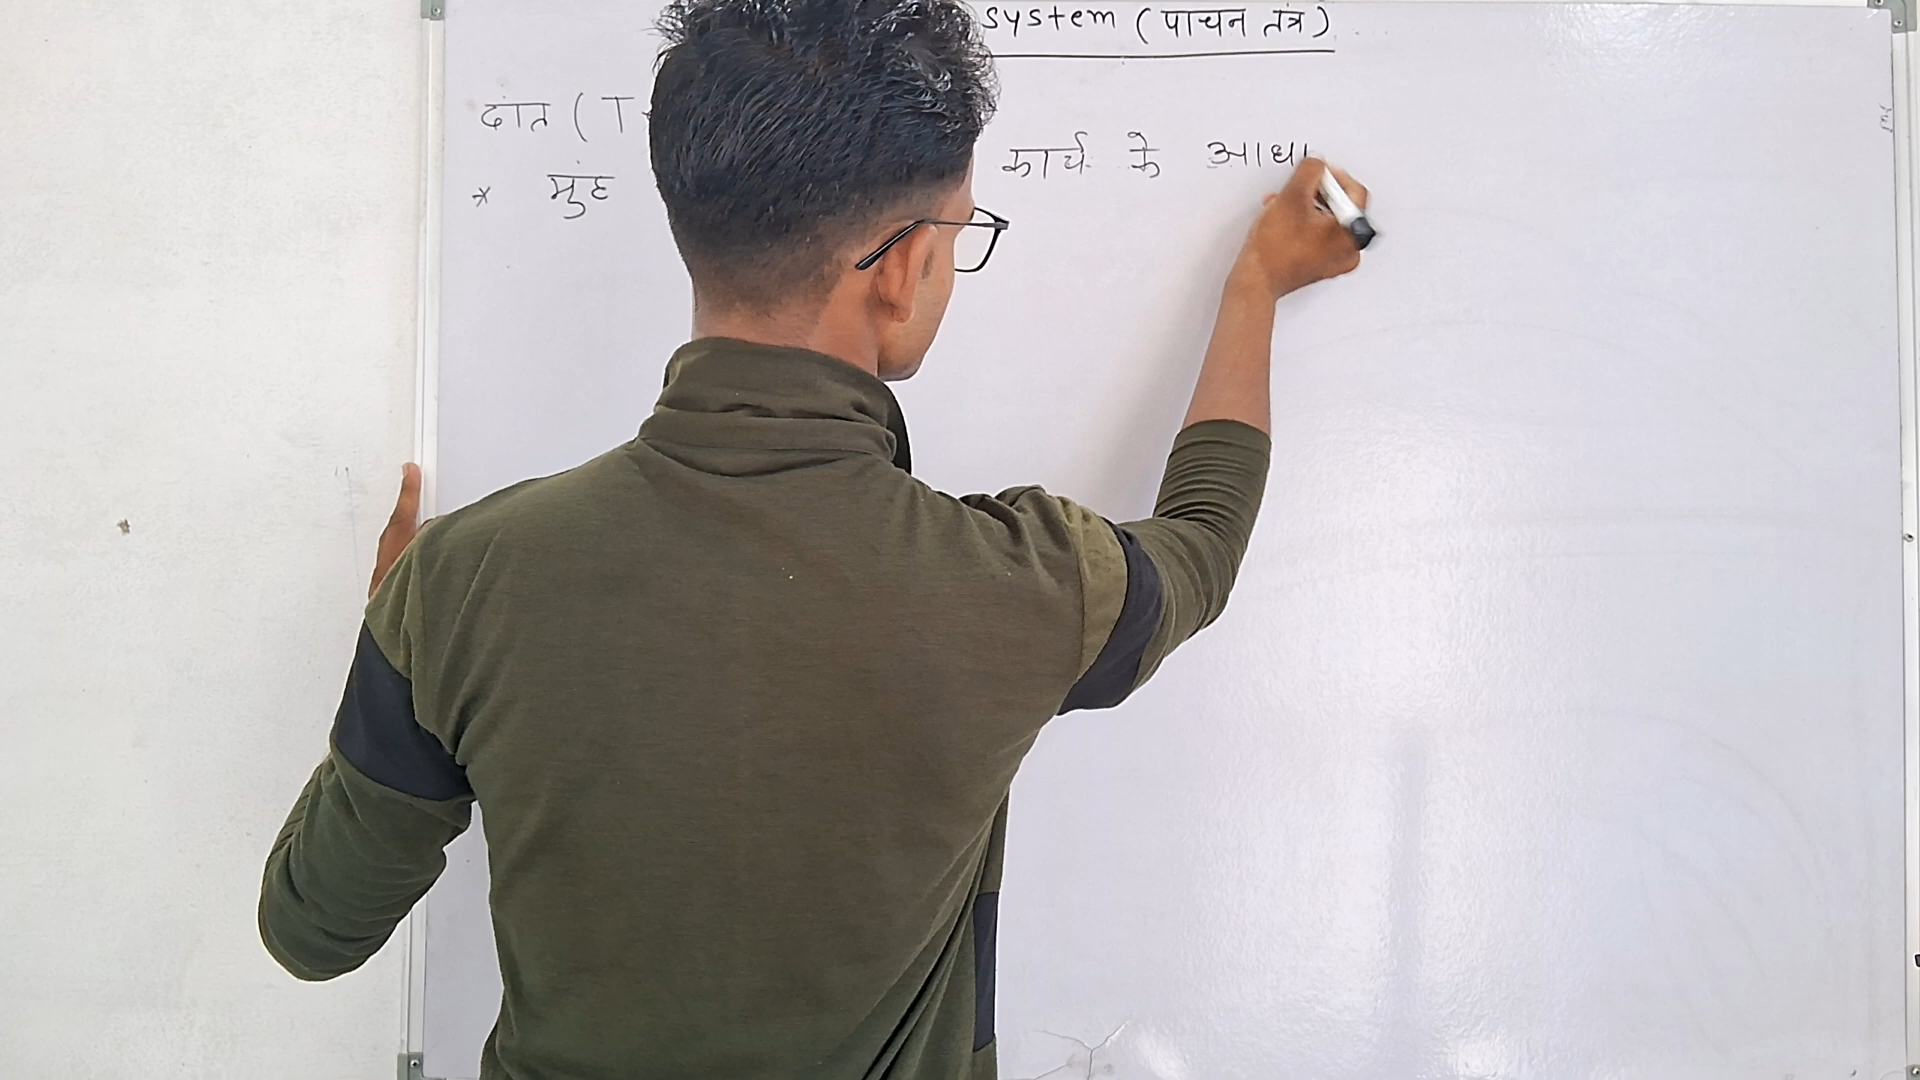 system (पाचन तंत्र)
दांत (T
* मुंह कार्य के आधा